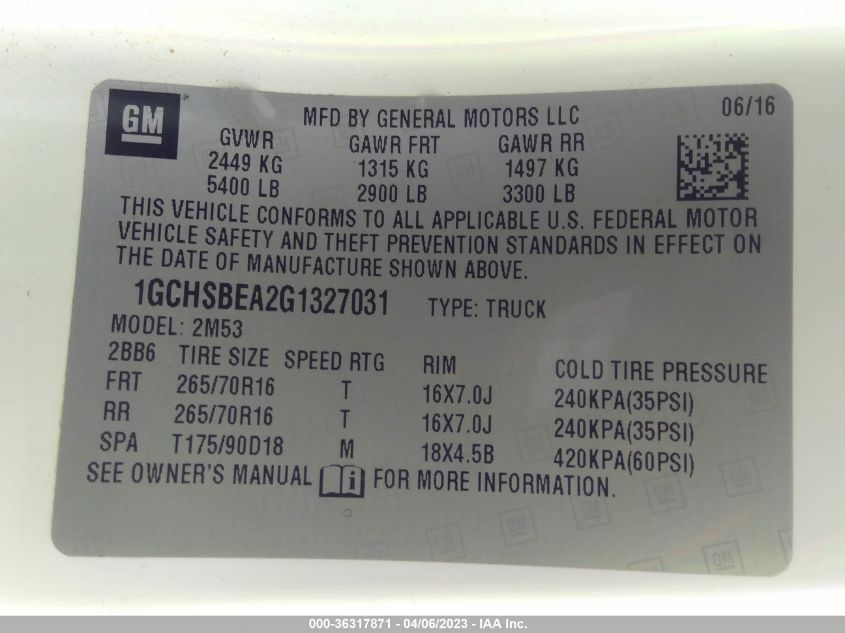 GM ® MFD BY GENERAL MOTORS LLC 06/16
GVWR GAWR FRT GAWR RR
2449 KG 1315 KG 1497 KG
5400 LB 2900 LB 3300 LB
THIS VEHICLE CONFORMS TO ALL APPLICABLE U.S. FEDERAL MOTOR
VEHICLE SAFETY AND THEFT PREVENTION STANDARDS IN EFFECT ON
THE DATE OF MANUFACTURE SHOWN ABOVE.
1GCHSBEA2G1327031 TYPE: TRUCK
MODEL: 2M53
2BB6 TIRE SIZE SPEED RTG RIM COLD TIRE PRESSURE
FRT 265/70R16 T 16X7.0J 240KPA(35PSI)
RR 265/70R16 T 16X7.0J 240KPA(35PSI)
SPA T175/90D18 M 18X4.5B 420KPA(60PSI)
SEE OWNER'S MANUAL i FOR MORE INFORMATION.
000-36317871 - 04/06/2023 - IAA Inc.